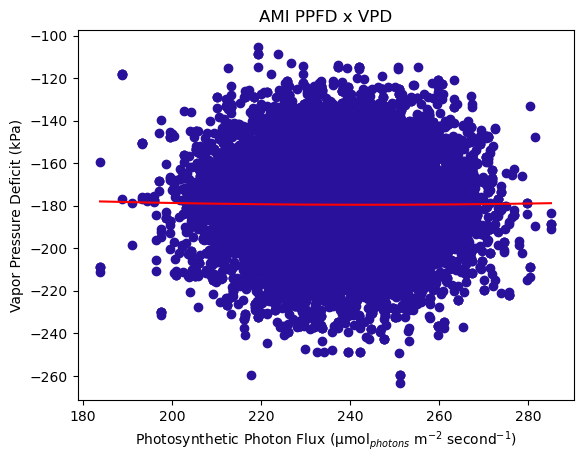 AMI PPFD x VPD
−100
−120
−140
−160
−180
−200
−220
−240
−260
Vapor Pressure Deficit (kPa)
180 200 220 240 260 280
Photosynthetic Photon Flux (μmol$_{photons}$ m⁻² second⁻¹)